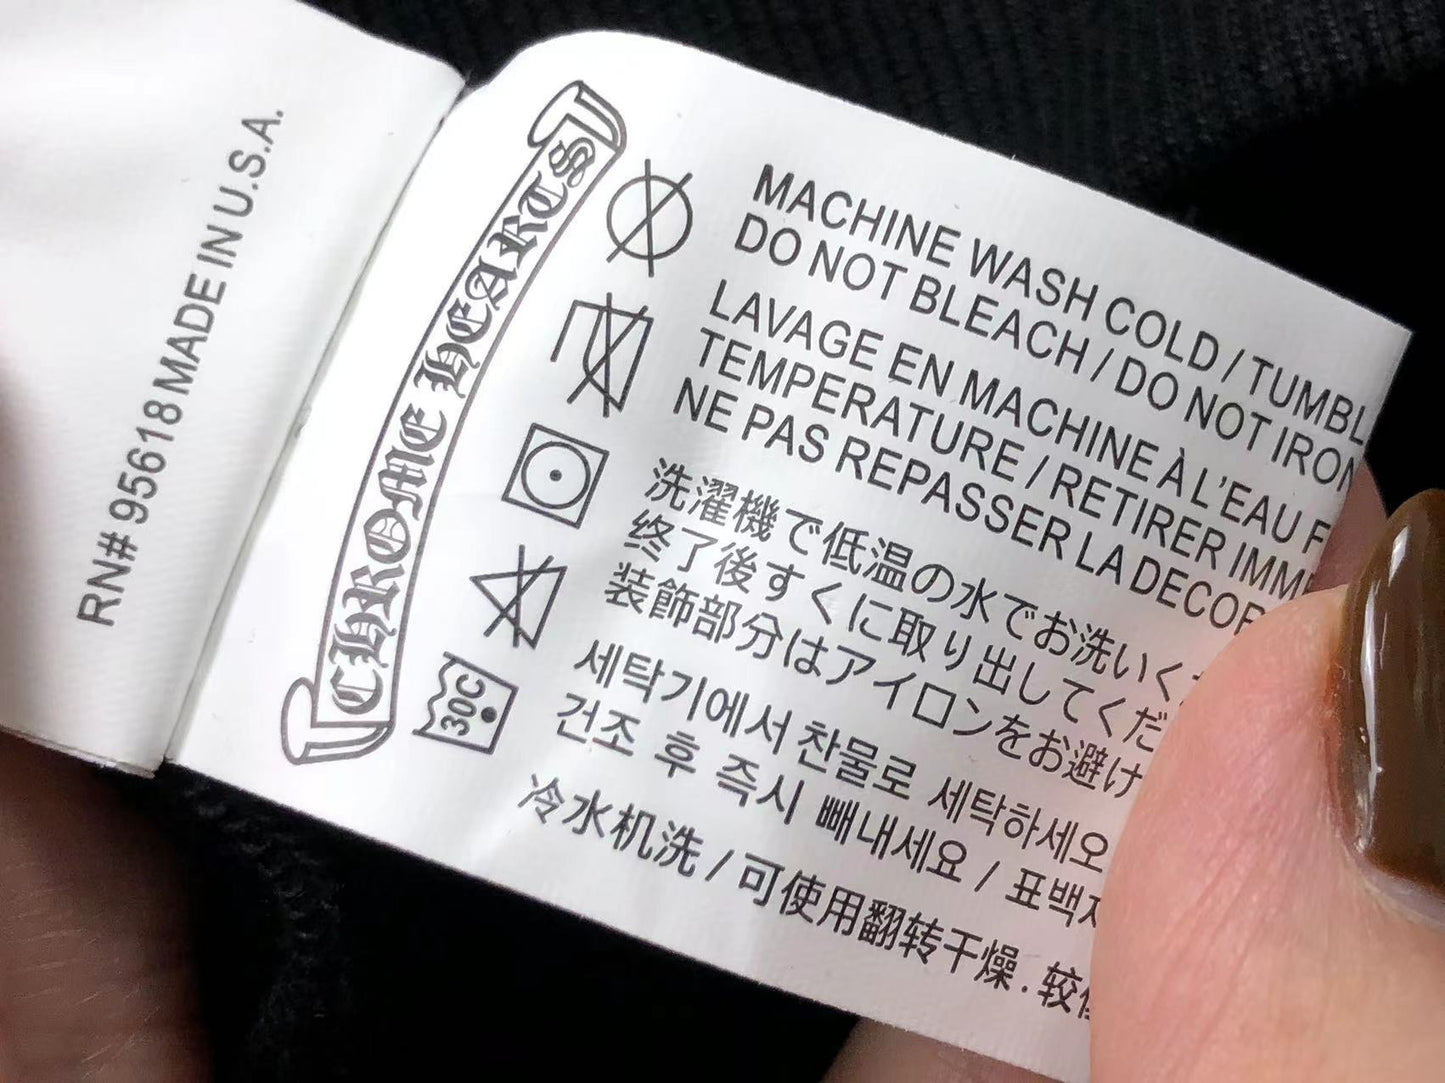 RN# 95618 MADE IN U.S.A.
CHROME HEARTS
30C
MACHINE WASH COLD / TUMBL
DO NOT BLEACH / DO NOT IRON
LAVAGE EN MACHINE À L'EAU F
TEMPERATURE / RETIRER IMM
NE PAS REPASSER LA DECOR
洗濯機で低温の水でお洗いく
終了後すぐに取り出してくだ
装飾部分はアイロンをお避け
세탁기에서 찬물로 세탁하세오
건조 후 즉시 빼내세요 / 표백
冷水机洗 / 可使用翻转干燥. 较